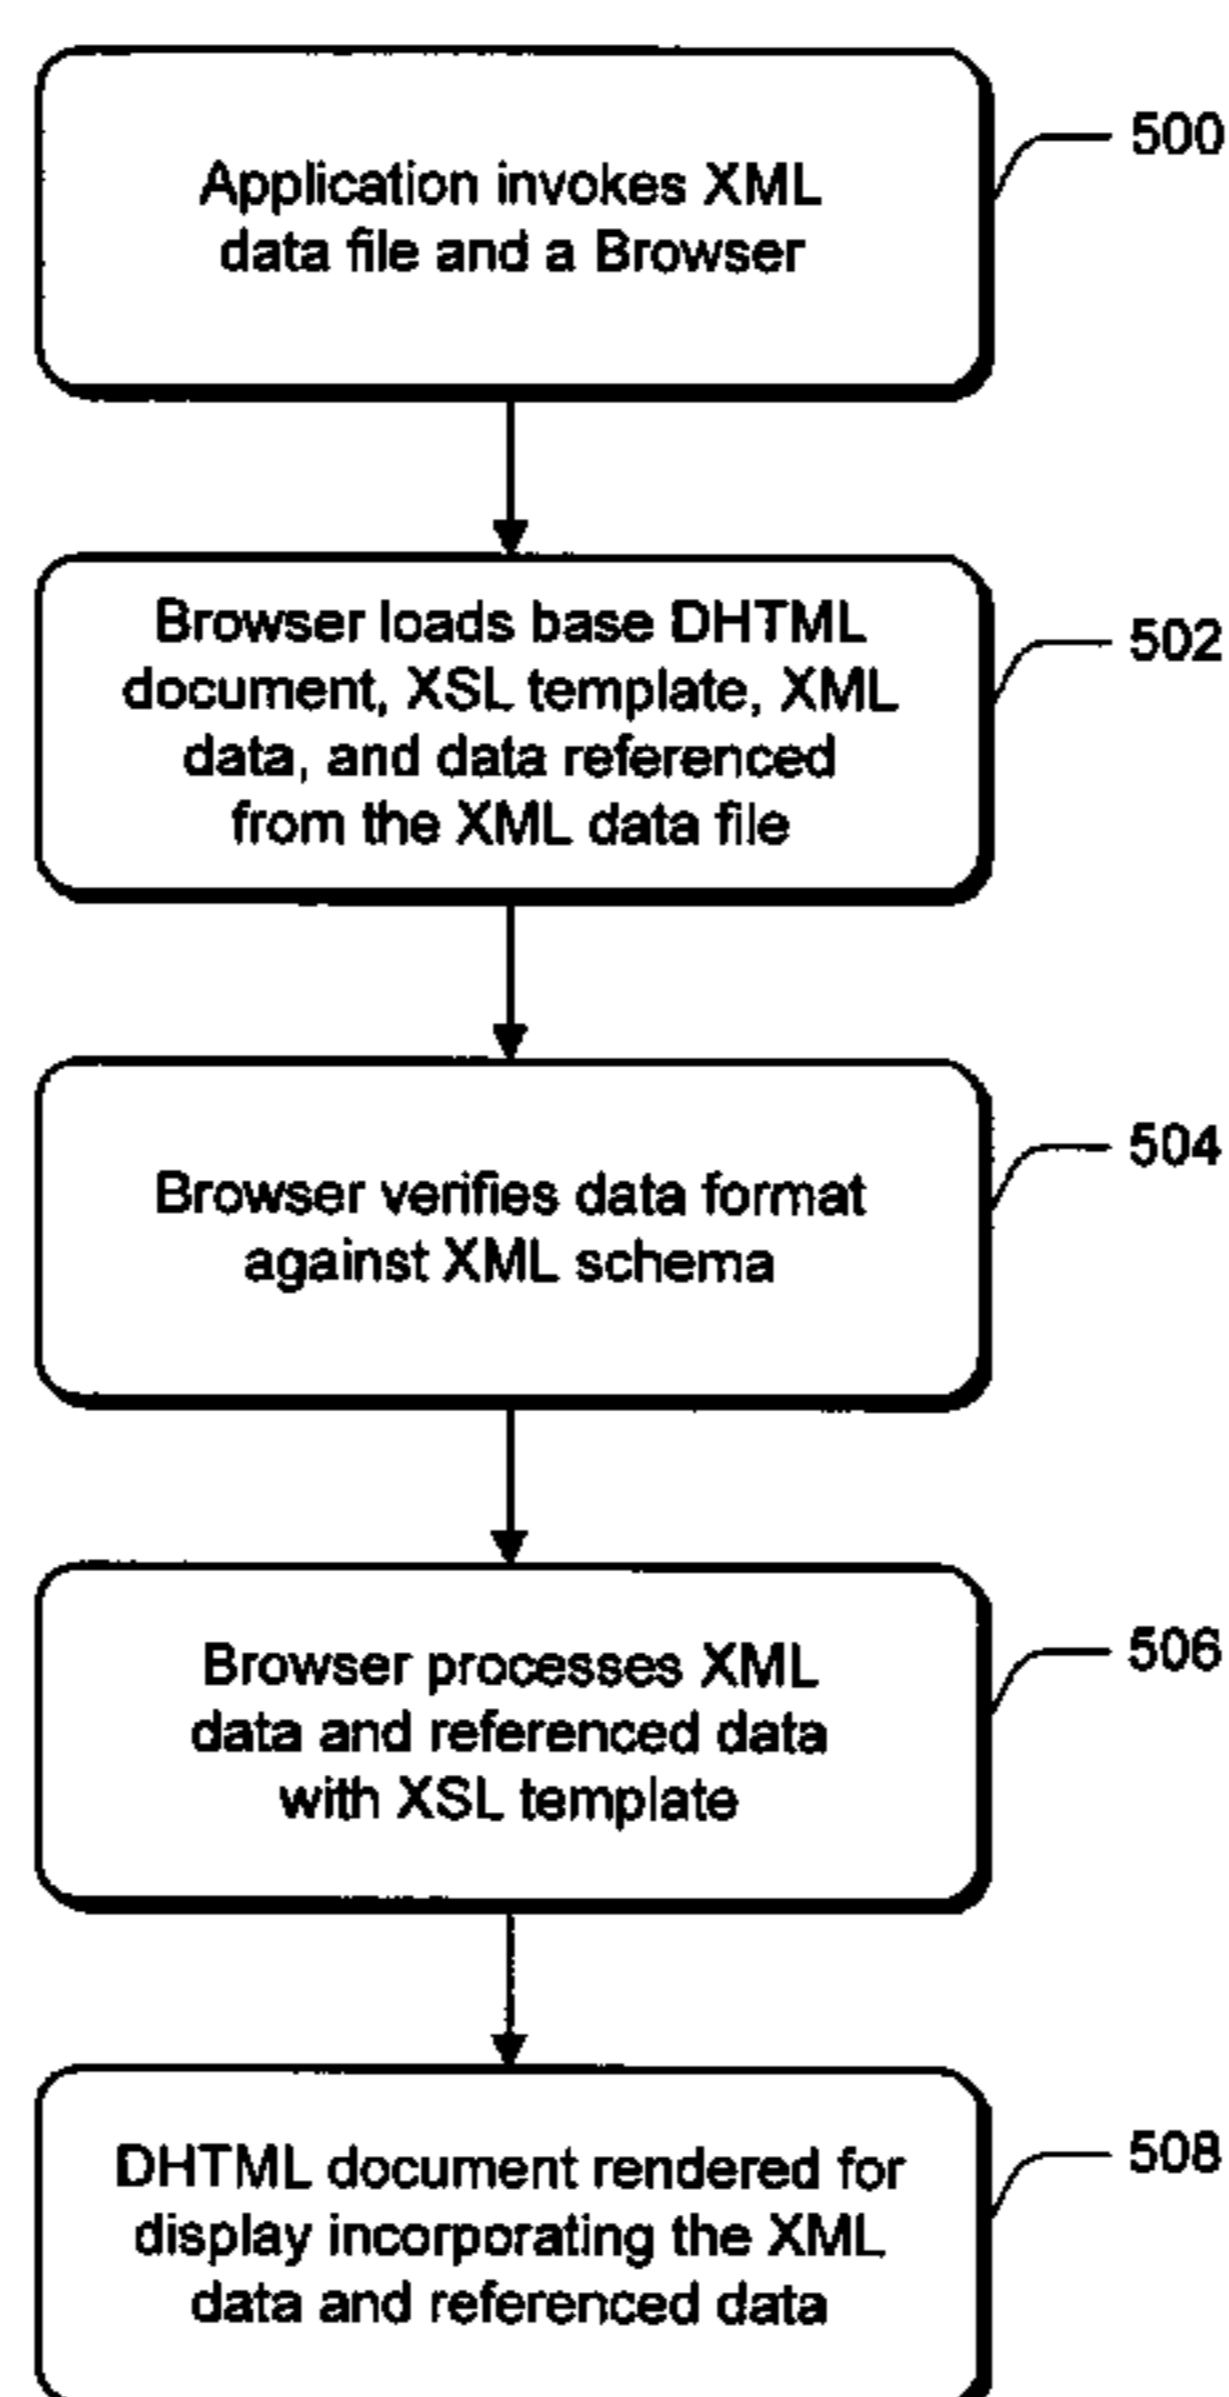 Application invokes XML
data file and a Browser
500
Browser loads base DHTML
document, XSL template, XML
data, and data referenced
from the XML data file
502
Browser verifies data format
against XML schema
504
Browser processes XML
data and referenced data
with XSL template
506
DHTML document rendered for
display incorporating the XML
data and referenced data
508